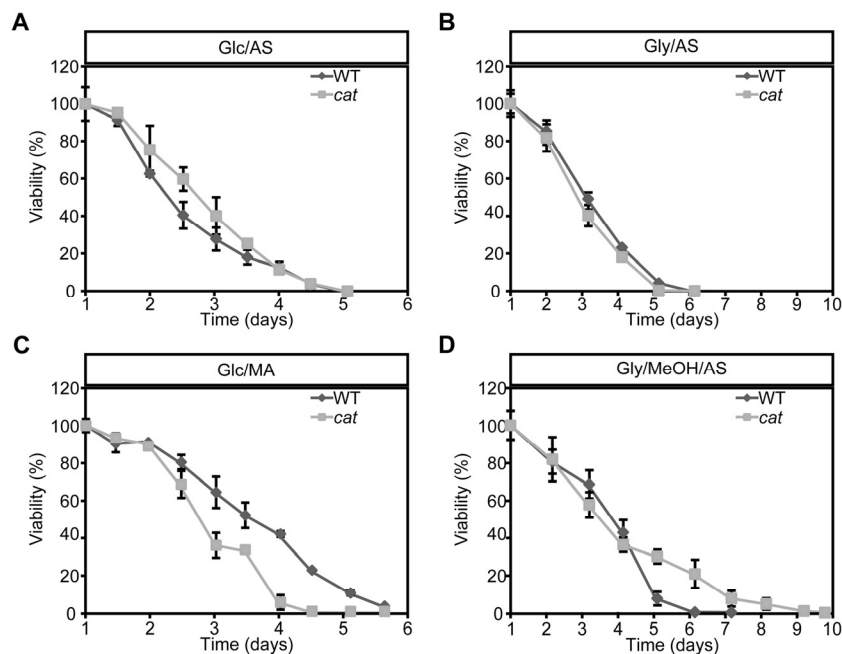 A
Glc/AS
120
100
80
60
40
20
0
Viability (%)
WT
cat
1 2 3 4 5 6
Time (days)
B
Gly/AS
120
100
80
60
40
20
0
Viability (%)
WT
cat
1 2 3 4 5 6 7 8 9 10
Time (days)
C
Glc/MA
120
100
80
60
40
20
0
Viability (%)
WT
cat
1 2 3 4 5 6
Time (days)
D
Gly/MeOH/AS
120
100
80
60
40
20
0
Viability (%)
WT
cat
1 2 3 4 5 6 7 8 9 10
Time (days)